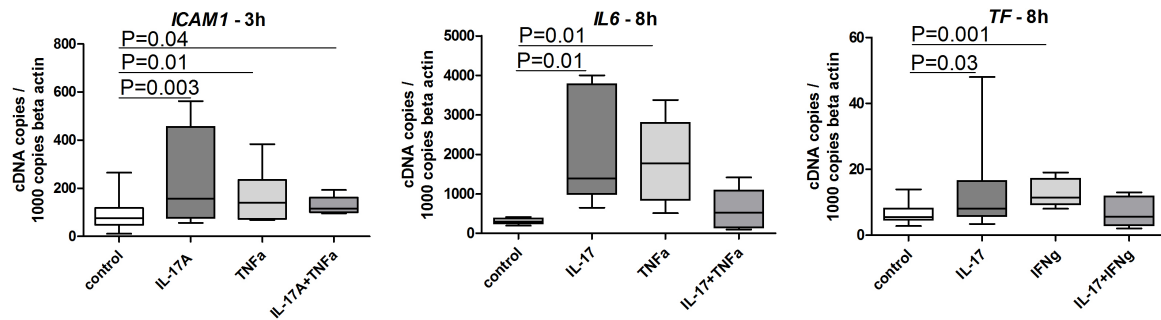 ICAM1 - 3h
cDNA copies /
1000 copies beta actin
800
600
400
200
0
P=0.04
P=0.01
P=0.003
control
IL-17A
TNFa
IL-17A+TNFa
IL6 - 8h
cDNA copies /
1000 copies beta actin
5000
4000
3000
2000
1000
0
P=0.01
P=0.01
control
IL-17
TNFa
IL-17+TNFa
TF - 8h
cDNA copies /
1000 copies beta actin
60
40
20
0
P=0.001
P=0.03
control
IL-17
IFNg
IL-17+IFNg